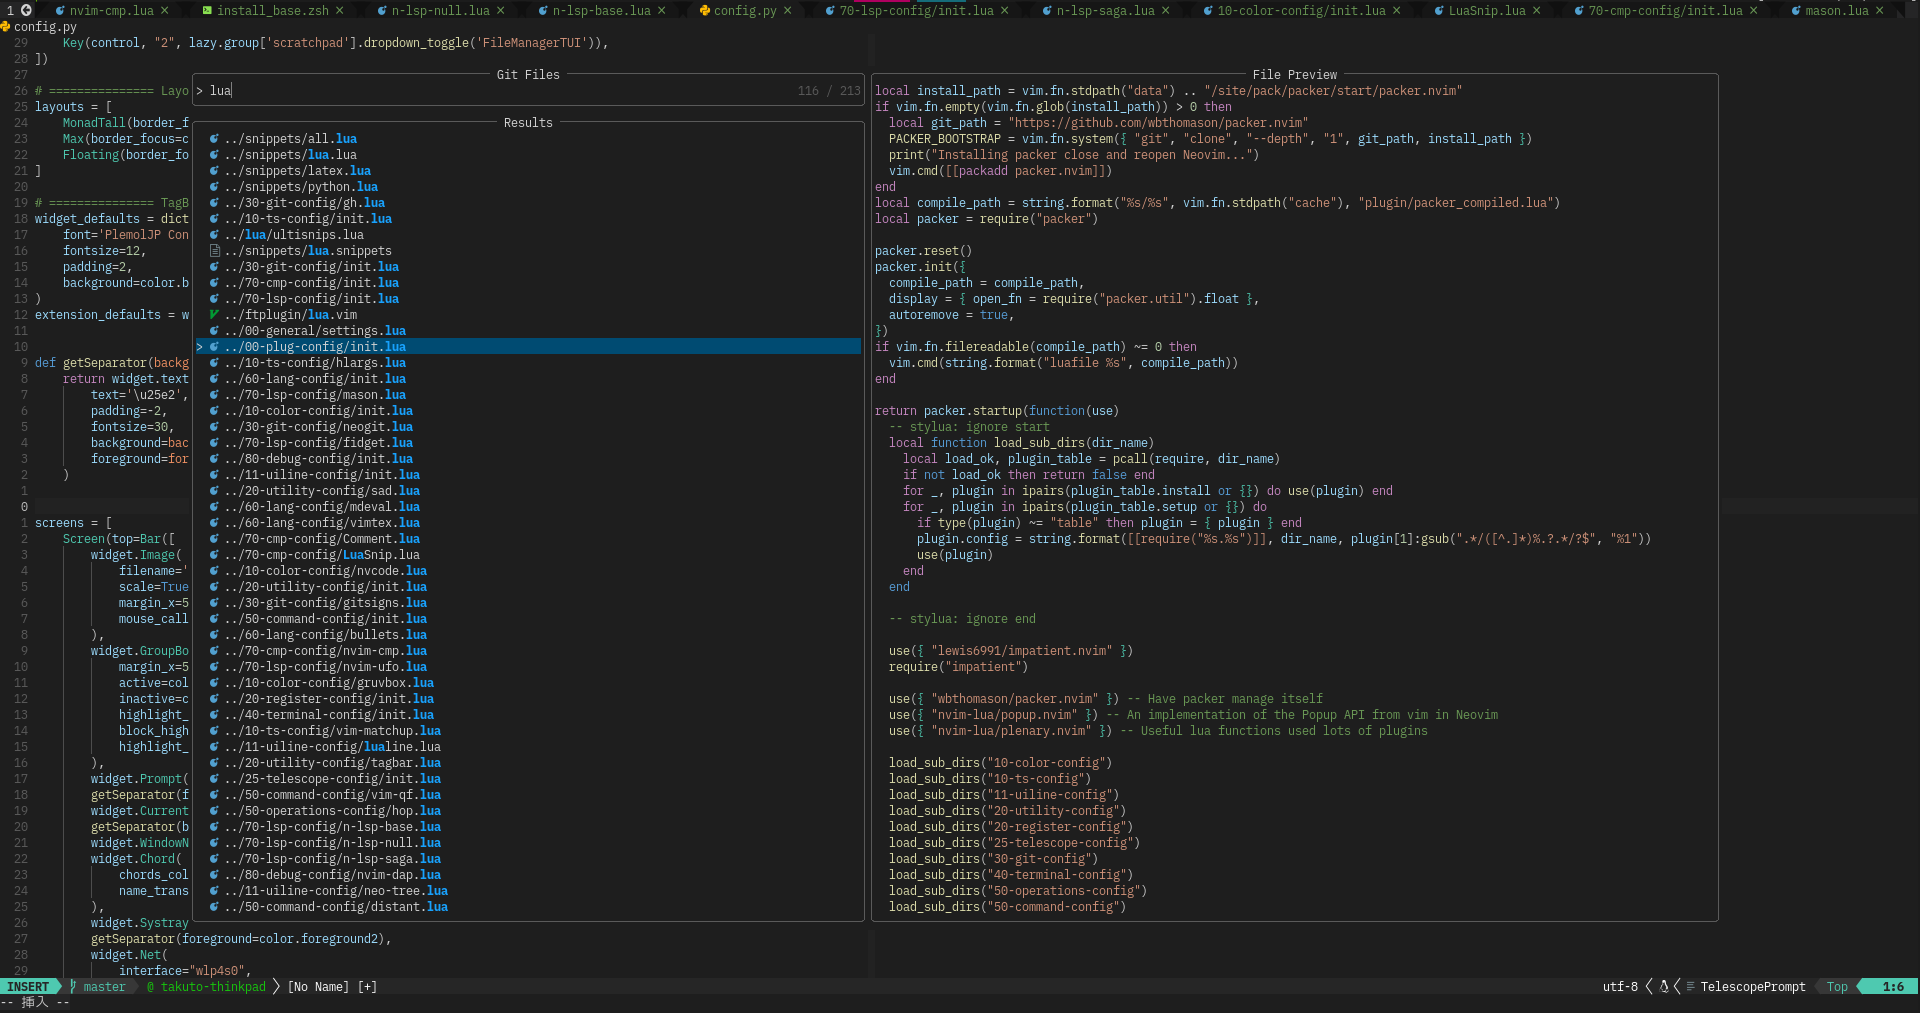 1 nvim-cmp.lua × install_base.zsh × n-lsp-null.lua × n-lsp-base.lua × config.py × 70-lsp-config/init.lua × n-lsp-saga.lua × 10-color-config/init.lua × LuaSnip.lua × 70-cmp-config/init.lua × mason.lua ×
config.py
29 Key(control, "2", lazy.group['scratchpad'].dropdown_toggle('FileManagerTUI')),
28 ])
27
26 # =============== Layo
25 layouts = [
24 MonadTall(border_f
23 Max(border_focus=c
22 Floating(border_fo
21 ]
20
19 # =============== TagB
18 widget_defaults = dict
17 font='PlemolJP Con
16 fontsize=12,
15 padding=2,
14 background=color.b
13 )
12 extension_defaults = w
11
10
9 def getSeparator(backg
8 return widget.text
7 text='\u25e2',
6 padding=-2,
5 fontsize=30,
4 background=bac
3 foreground=for
2 )
1
0
1 screens = [
2 Screen(top=Bar([
3 widget.Image(
4 filename='
5 scale=True
6 margin_x=5
7 mouse_call
8 ),
9 widget.GroupBo
10 margin_x=5
11 active=col
12 inactive=c
13 highlight_
14 block_high
15 highlight_
16 ),
17 widget.Prompt(
18 getSeparator(f
19 widget.Current
20 getSeparator(b
21 widget.WindowN
22 widget.Chord(
23 chords_col
24 name_trans
25 ),
26 widget.Systray
27 getSeparator(foreground=color.foreground2),
28 widget.Net(
29 interface="wlp4s0",
Git Files
> lua 116 / 213
Results
../snippets/all.lua
../snippets/lua.lua
../snippets/latex.lua
../snippets/python.lua
../30-git-config/gh.lua
../10-ts-config/init.lua
../lua/ultisnips.lua
../snippets/lua.snippets
../30-git-config/init.lua
../70-cmp-config/init.lua
../70-lsp-config/init.lua
../ftplugin/lua.vim
../00-general/settings.lua
> ../00-plug-config/init.lua
../10-ts-config/hlargs.lua
../60-lang-config/init.lua
../70-lsp-config/mason.lua
../10-color-config/init.lua
../30-git-config/neogit.lua
../70-lsp-config/fidget.lua
../80-debug-config/init.lua
../11-uiline-config/init.lua
../20-utility-config/sad.lua
../60-lang-config/mdeval.lua
../60-lang-config/vimtex.lua
../70-cmp-config/Comment.lua
../70-cmp-config/LuaSnip.lua
../10-color-config/nvcode.lua
../20-utility-config/init.lua
../30-git-config/gitsigns.lua
../50-command-config/init.lua
../60-lang-config/bullets.lua
../70-cmp-config/nvim-cmp.lua
../70-lsp-config/nvim-ufo.lua
../10-color-config/gruvbox.lua
../20-register-config/init.lua
../40-terminal-config/init.lua
../10-ts-config/vim-matchup.lua
../11-uiline-config/lualine.lua
../20-utility-config/tagbar.lua
../25-telescope-config/init.lua
../50-command-config/vim-qf.lua
../50-operations-config/hop.lua
../70-lsp-config/n-lsp-base.lua
../70-lsp-config/n-lsp-null.lua
../70-lsp-config/n-lsp-saga.lua
../80-debug-config/nvim-dap.lua
../11-uiline-config/neo-tree.lua
../50-command-config/distant.lua
File Preview
local install_path = vim.fn.stdpath("data") .. "/site/pack/packer/start/packer.nvim"
if vim.fn.empty(vim.fn.glob(install_path)) > 0 then
local git_path = "https://github.com/wbthomason/packer.nvim"
PACKER_BOOTSTRAP = vim.fn.system({ "git", "clone", "--depth", "1", git_path, install_path })
print("Installing packer close and reopen Neovim...")
vim.cmd([[packadd packer.nvim]])
end
local compile_path = string.format("%s/%s", vim.fn.stdpath("cache"), "plugin/packer_compiled.lua")
local packer = require("packer")
packer.reset()
packer.init({
compile_path = compile_path,
display = { open_fn = require("packer.util").float },
autoremove = true,
})
if vim.fn.filereadable(compile_path) ~= 0 then
vim.cmd(string.format("luafile %s", compile_path))
end
return packer.startup(function(use)
-- stylua: ignore start
local function load_sub_dirs(dir_name)
local load_ok, plugin_table = pcall(require, dir_name)
if not load_ok then return false end
for _, plugin in ipairs(plugin_table.install or {}) do use(plugin) end
for _, plugin in ipairs(plugin_table.setup or {}) do
if type(plugin) ~= "table" then plugin = { plugin } end
plugin.config = string.format([[require("%s.%s")]], dir_name, plugin[1]:gsub(".*/([^.]*)%.?.*/?$", "%1"))
use(plugin)
end
end
-- stylua: ignore end
use({ "lewis6991/impatient.nvim" })
require("impatient")
use({ "wbthomason/packer.nvim" }) -- Have packer manage itself
use({ "nvim-lua/popup.nvim" }) -- An implementation of the Popup API from vim in Neovim
use({ "nvim-lua/plenary.nvim" }) -- Useful lua functions used lots of plugins
load_sub_dirs("10-color-config")
load_sub_dirs("10-ts-config")
load_sub_dirs("11-uiline-config")
load_sub_dirs("20-utility-config")
load_sub_dirs("20-register-config")
load_sub_dirs("25-telescope-config")
load_sub_dirs("30-git-config")
load_sub_dirs("40-terminal-config")
load_sub_dirs("50-operations-config")
load_sub_dirs("50-command-config")
INSERT master @ takuto-thinkpad [No Name] [+] utf-8 TelescopePrompt Top 1:6
-- 挿入 --